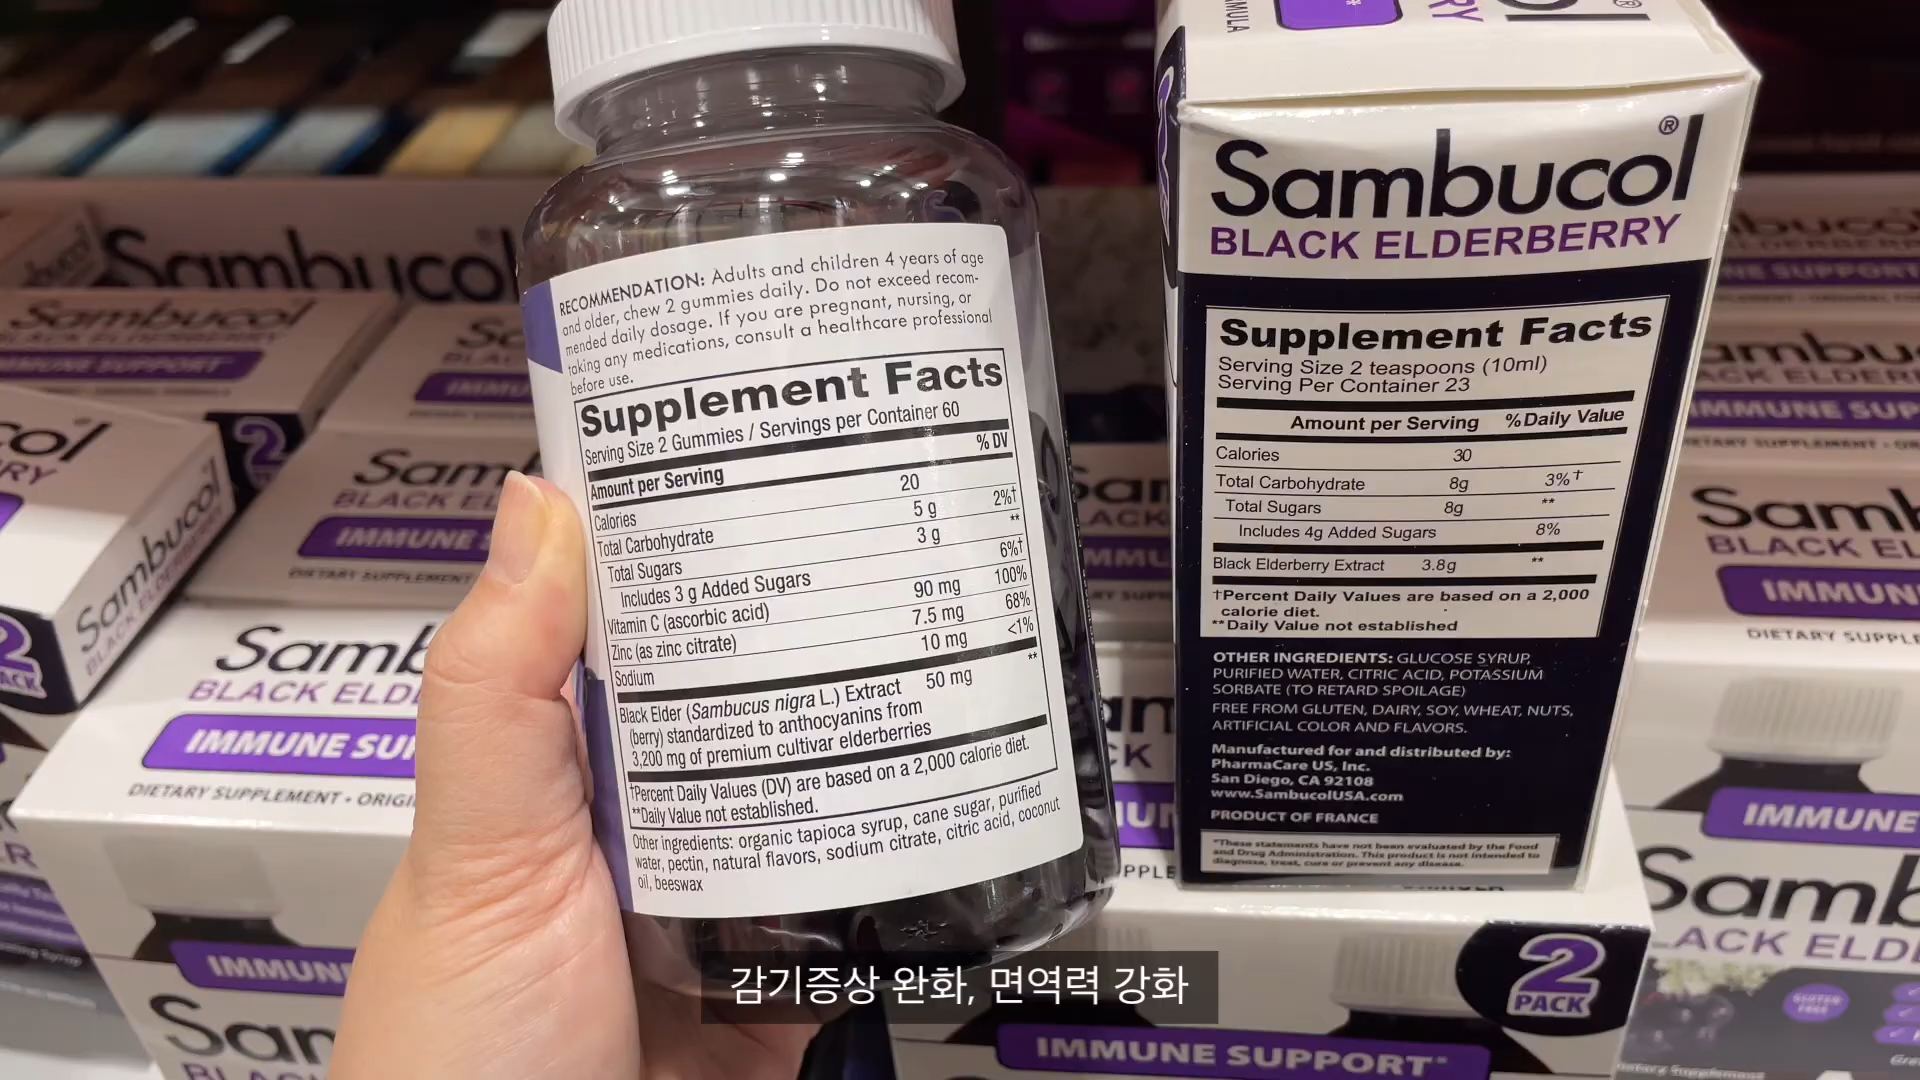 RECOMMENDATION: Adults and children 4 years of age
and older, chew 2 gummies daily. Do not exceed recom-
mended daily dosage. If you are pregnant, nursing, or
taking any medications, consult a healthcare professional
before use.
Supplement Facts
Serving Size 2 Gummies / Servings per Container 60
Amount per Serving % DV
Calories 20
Total Carbohydrate 5 g 2%†
Total Sugars 3 g **
Includes 3 g Added Sugars 6%†
Vitamin C (ascorbic acid) 90 mg 100%
Zinc (as zinc citrate) 7.5 mg 68%
Sodium 10 mg <1%
Black Elder (Sambucus nigra L.) Extract 50 mg **
(berry) standardized to anthocyanins from
3,200 mg of premium cultivar elderberries
†Percent Daily Values (DV) are based on a 2,000 calorie diet.
**Daily Value not established.
Other ingredients: organic tapioca syrup, cane sugar, purified
water, pectin, natural flavors, sodium citrate, citric acid, coconut
oil, beeswax
Sambucol®
BLACK ELDERBERRY
Supplement Facts
Serving Size 2 teaspoons (10ml)
Serving Per Container 23
Amount per Serving %Daily Value
Calories 30
Total Carbohydrate 8g 3%†
Total Sugars 8g **
Includes 4g Added Sugars 8%
Black Elderberry Extract 3.8g **
†Percent Daily Values are based on a 2,000
calorie diet.
**Daily Value not established
OTHER INGREDIENTS: GLUCOSE SYRUP,
PURIFIED WATER, CITRIC ACID, POTASSIUM
SORBATE (TO RETARD SPOILAGE)
FREE FROM GLUTEN, DAIRY, SOY, WHEAT, NUTS,
ARTIFICIAL COLOR AND FLAVORS.
Manufactured for and distributed by:
PharmaCare US, Inc.
San Diego, CA 92108
www.SambucolUSA.com
PRODUCT OF FRANCE
*These statements have not been evaluated by the Food
and Drug Administration. This product is not intended to
diagnose, treat, cure or prevent any disease.
Sambucol
Sambucol
IMMUNE SUPPORT
Sambucol
DIETARY SUPPLEMENT
2
PACK
IMMUNE SUPPORT*
감기증상 완화, 면역력 강화